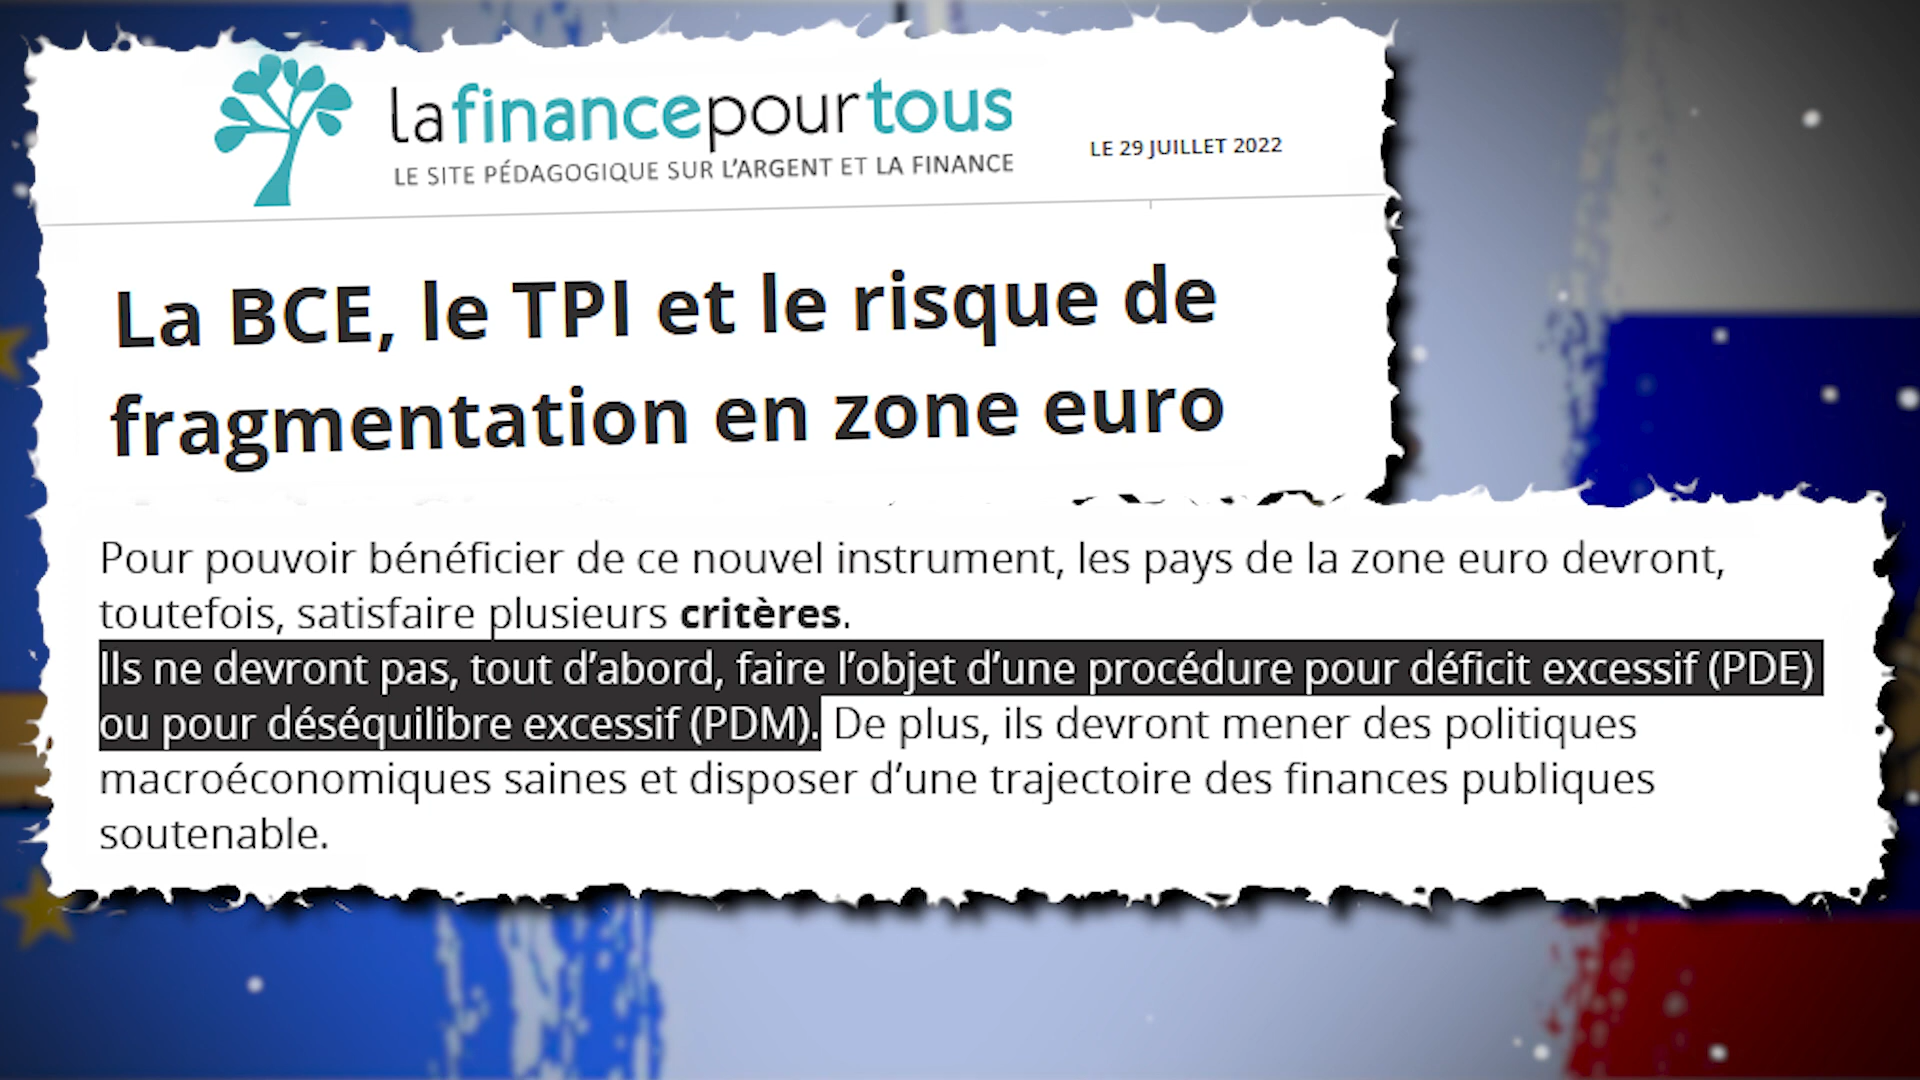 lafinancepourtous
LE SITE PÉDAGOGIQUE SUR L'ARGENT ET LA FINANCE
LE 29 JUILLET 2022
La BCE, le TPI et le risque de
fragmentation en zone euro
Pour pouvoir bénéficier de ce nouvel instrument, les pays de la zone euro devront,
toutefois, satisfaire plusieurs critères.
Ils ne devront pas, tout d’abord, faire l’objet d’une procédure pour déficit excessif (PDE)
ou pour déséquilibre excessif (PDM). De plus, ils devront mener des politiques
macroéconomiques saines et disposer d’une trajectoire des finances publiques
soutenable.